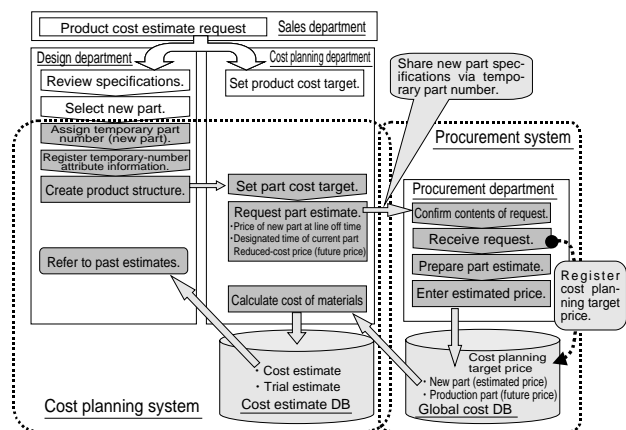 Product cost estimate request
Sales department
Design department
Cost planning department
Review specifications.
Select new part.
Set product cost target.
Share new part spec-
ifications via tempo-
rary part number.
Assign temporary part
number (new part).
Register temporary-number
attribute information.
Create product structure.
Set part cost target.
Request part estimate.
・Price of new part at line off time
・Designated time of current part
Reduced-cost price (future price)
Procurement system
Procurement department
Confirm contents of request.
Receive request.
Prepare part estimate.
Enter estimated price.
Register
cost plan-
ning target
price.
Refer to past estimates.
Calculate cost of materials
・Cost estimate
・Trial estimate
Cost estimate DB
Cost planning system
Cost planning
target price
・New part (estimated price)
・Production part (future price)
Global cost DB